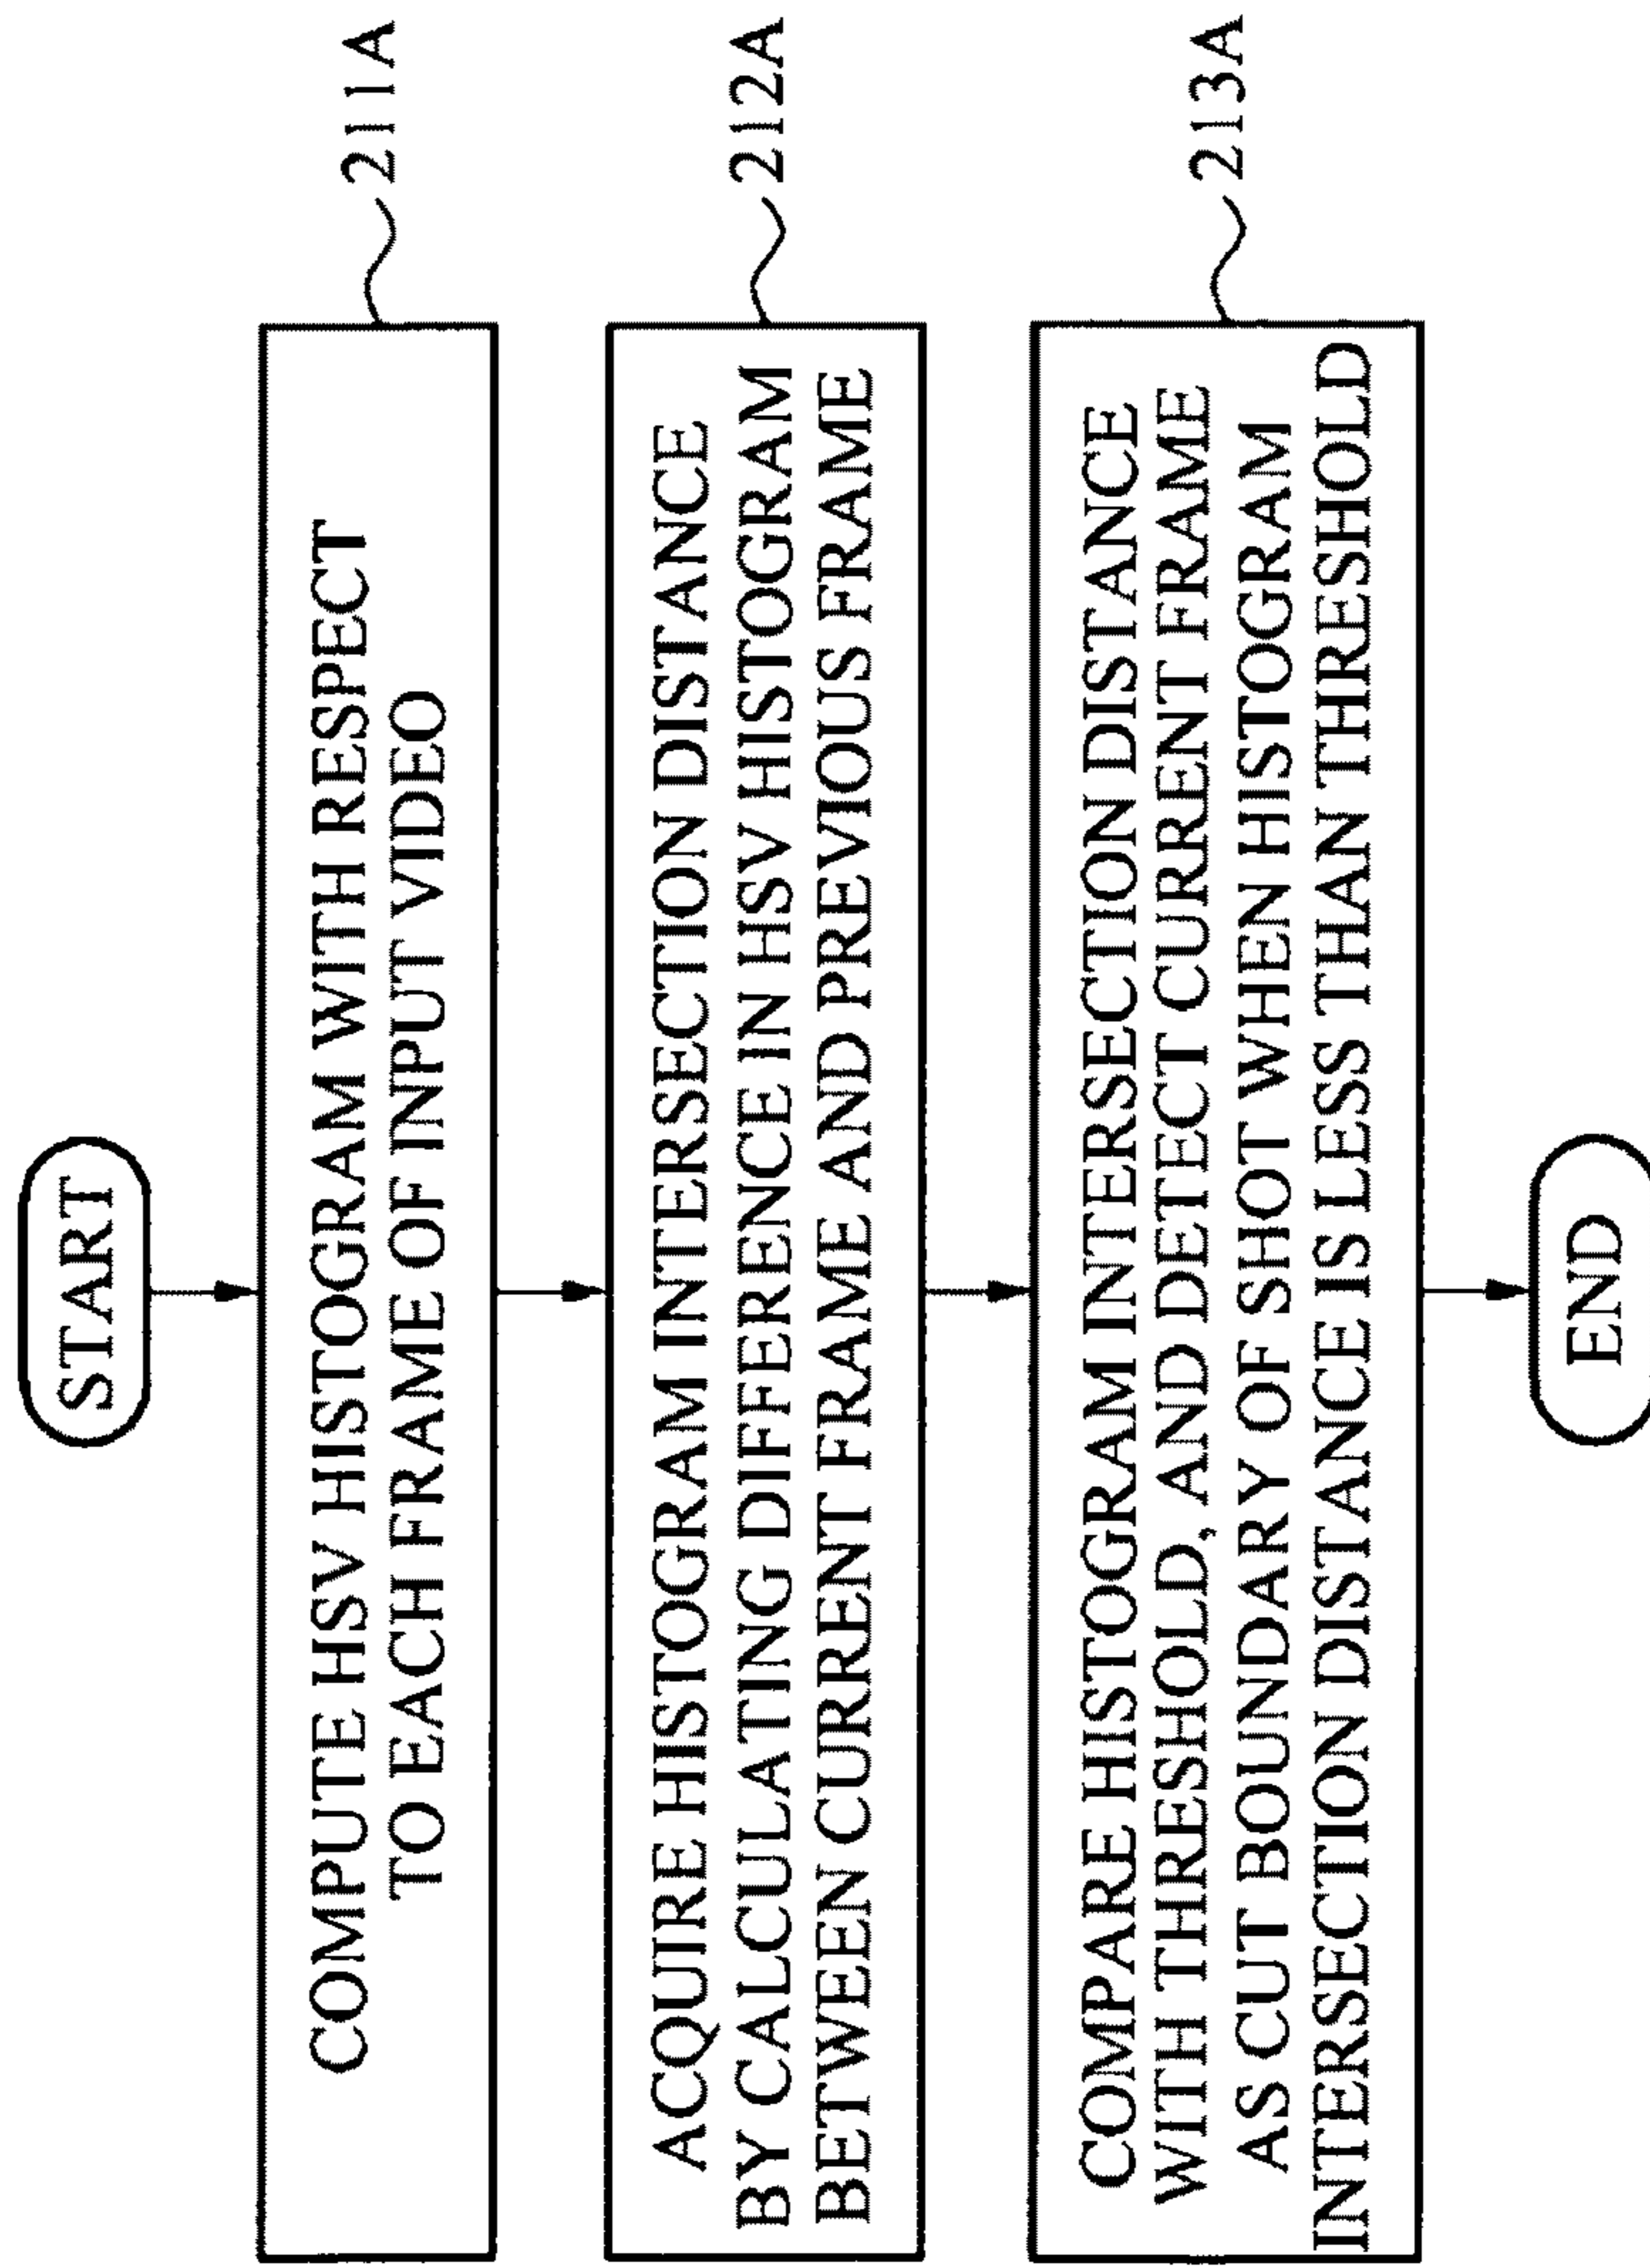 START
COMPUTE HSV HISTOGRAM WITH RESPECT
TO EACH FRAME OF INPUT VIDEO
211A
ACQUIRE HISTOGRAM INTERSECTION DISTANCE
BY CALCULATING DIFFERENCE IN HSV HISTOGRAM
BETWEEN CURRENT FRAME AND PREVIOUS FRAME
212A
COMPARE HISTOGRAM INTERSECTION DISTANCE
WITH THRESHOLD, AND DETECT CURRENT FRAME
AS CUT BOUNDARY OF SHOT WHEN HISTOGRAM
INTERSECTION DISTANCE IS LESS THAN THRESHOLD
213A
END